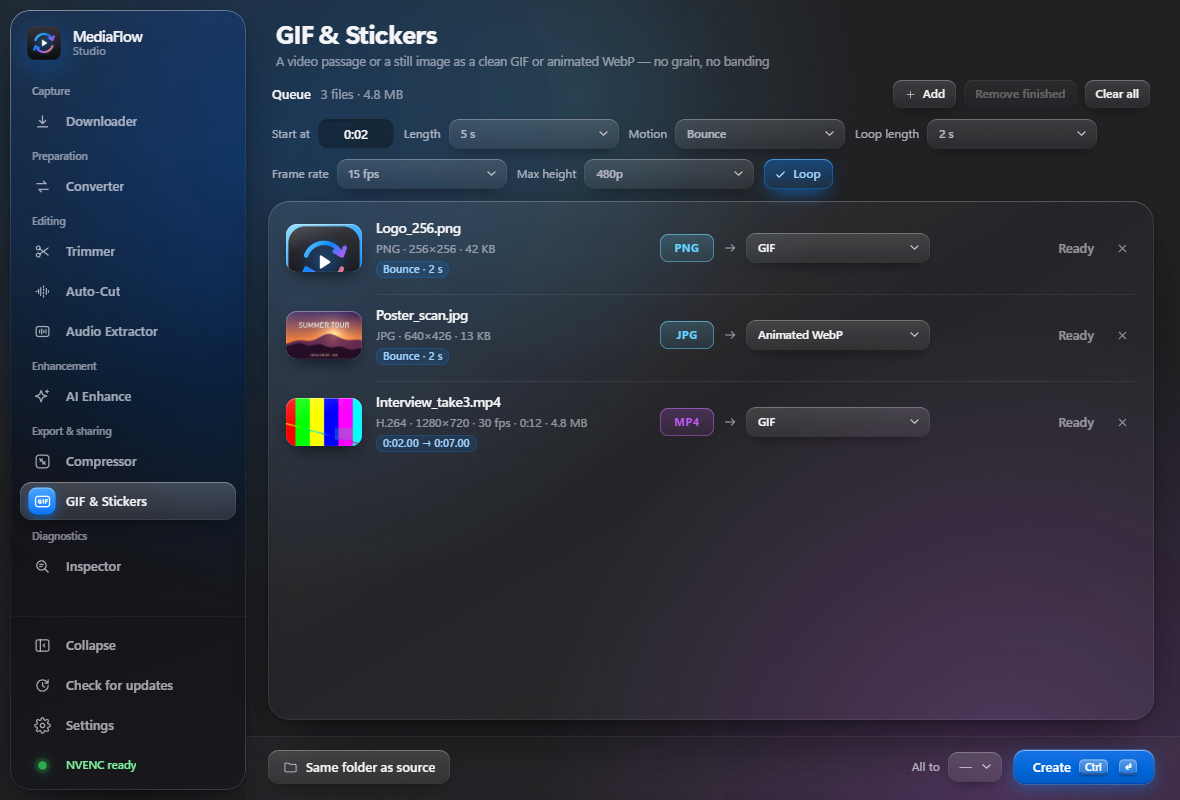 MediaFlow
Studio
Capture
Downloader
Preparation
Converter
Editing
Trimmer
Auto-Cut
Audio Extractor
Enhancement
AI Enhance
Export & sharing
Compressor
GIF
GIF & Stickers
Diagnostics
Inspector
Collapse
Check for updates
Settings
NVENC ready
GIF & Stickers
A video passage or a still image as a clean GIF or animated WebP — no grain, no banding
Queue 3 files · 4.8 MB
+ Add Remove finished Clear all
Start at 0:02 Length 5 s Motion Bounce Loop length 2 s
Frame rate 15 fps Max height 480p ✓ Loop
Logo_256.png
PNG · 256×256 · 42 KB
Bounce · 2 s
PNG → GIF Ready ×
SUMMER TOUR
Poster_scan.jpg
JPG · 640×426 · 13 KB
Bounce · 2 s
JPG → Animated WebP Ready ×
Interview_take3.mp4
H.264 · 1280×720 · 30 fps · 0:12 · 4.8 MB
0:02.00 → 0:07.00
MP4 → GIF Ready ×
Same folder as source
All to —
Create Ctrl ⏎